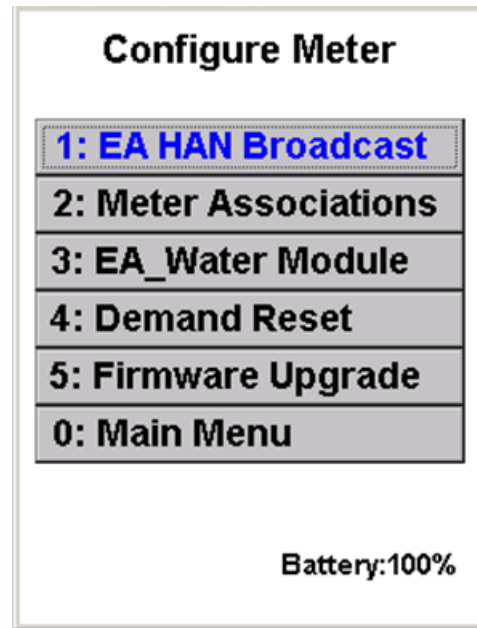 Configure Meter
1: EA HAN Broadcast
2: Meter Associations
3: EA_Water Module
4: Demand Reset
5: Firmware Upgrade
0: Main Menu
Battery:100%